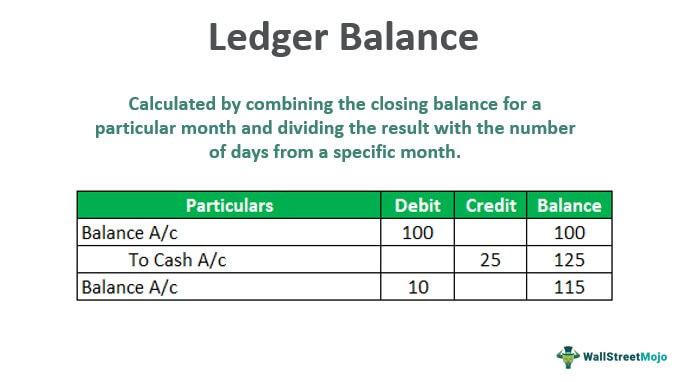 Ledger Balance
Calculated by combining the closing balance for a
particular month and dividing the result with the number
of days from a specific month.
Particulars Debit Credit Balance
Balance A/c 100 100
To Cash A/c 25 125
Balance A/c 10 115
WallStreetMojo